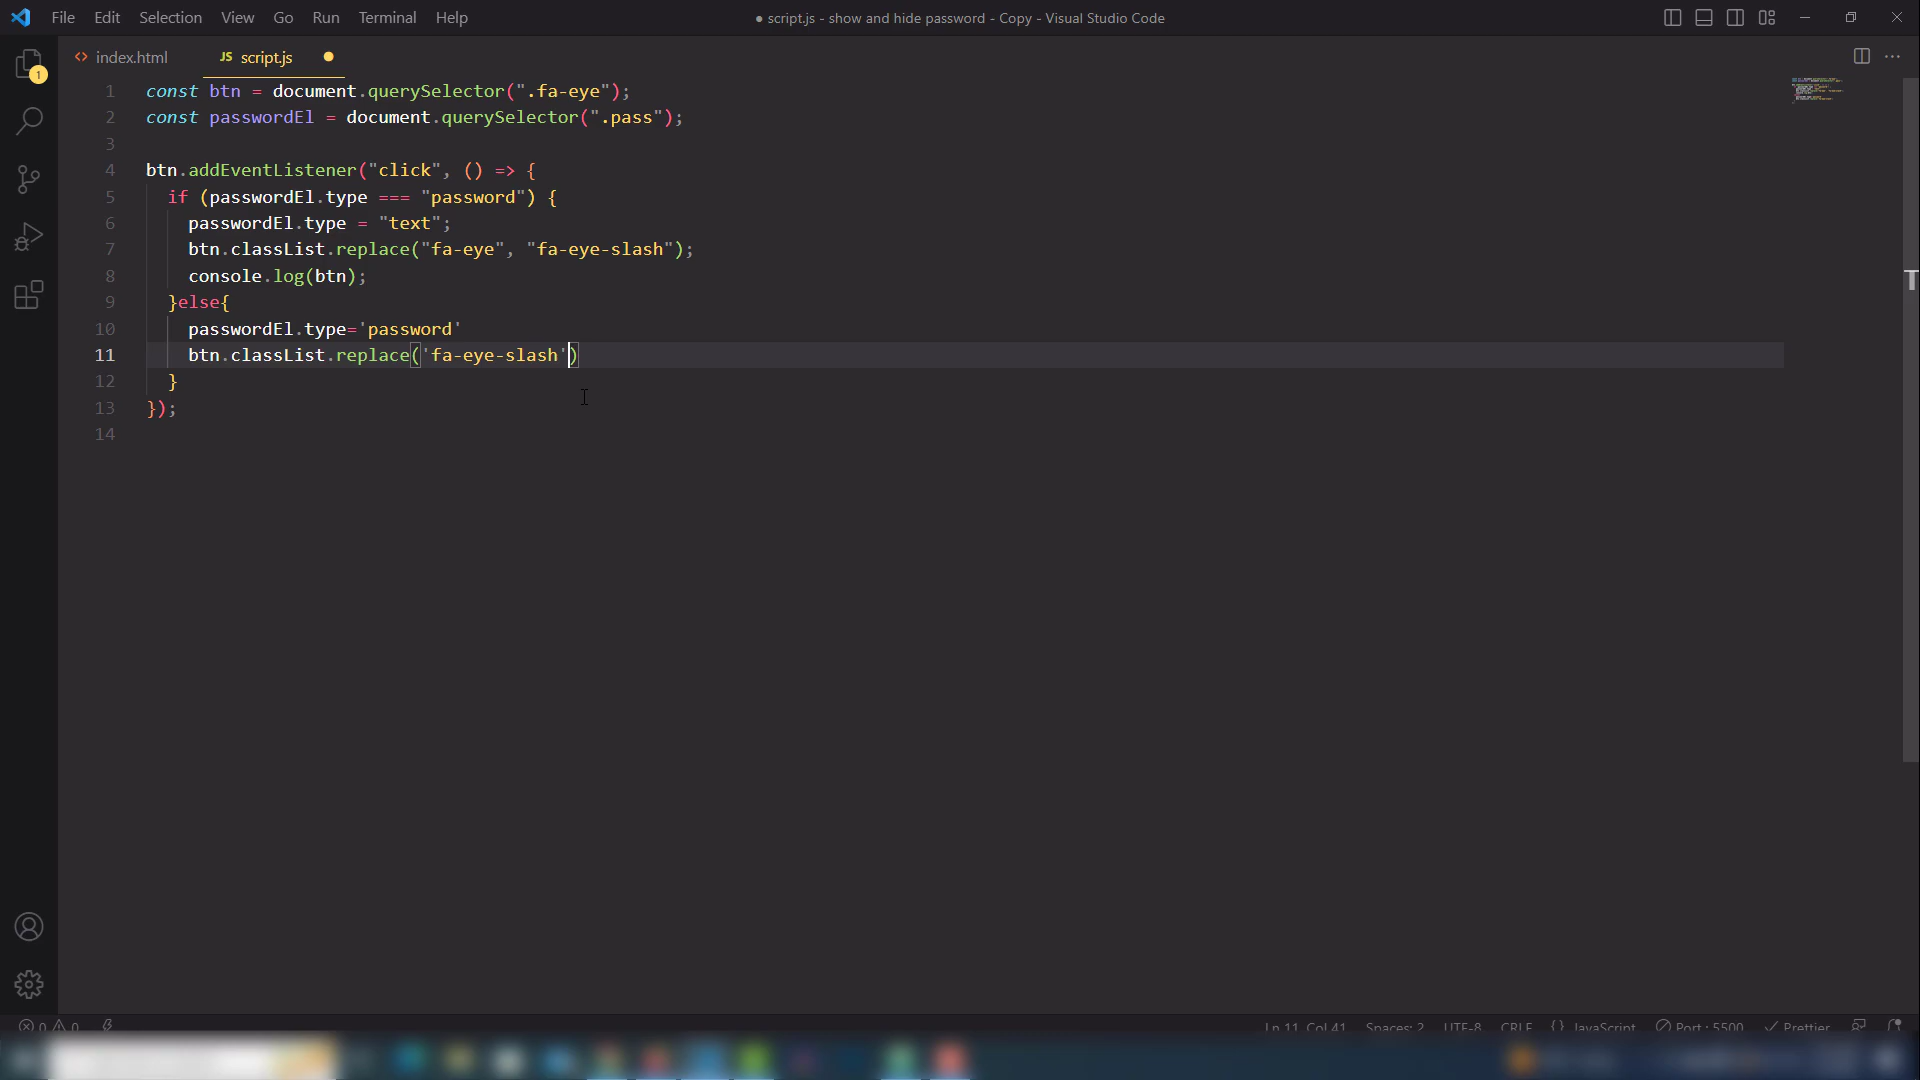 File Edit Selection View Go Run Terminal Help
● script.js - show and hide password - Copy - Visual Studio Code
1
<> index.html
JS script.js
1 const btn = document.querySelector(".fa-eye");
2 const passwordEl = document.querySelector(".pass");
3
4 btn.addEventListener("click", () => {
5 if (passwordEl.type === "password") {
6 passwordEl.type = "text";
7 btn.classList.replace("fa-eye", "fa-eye-slash");
8 console.log(btn);
9 }else{
10 passwordEl.type='password'
11 btn.classList.replace('fa-eye-slash')
12 }
13 });
14
0 0 Ln 11, Col 41 Spaces: 2 UTF-8 CRLF {} JavaScript Port : 5500 Prettier